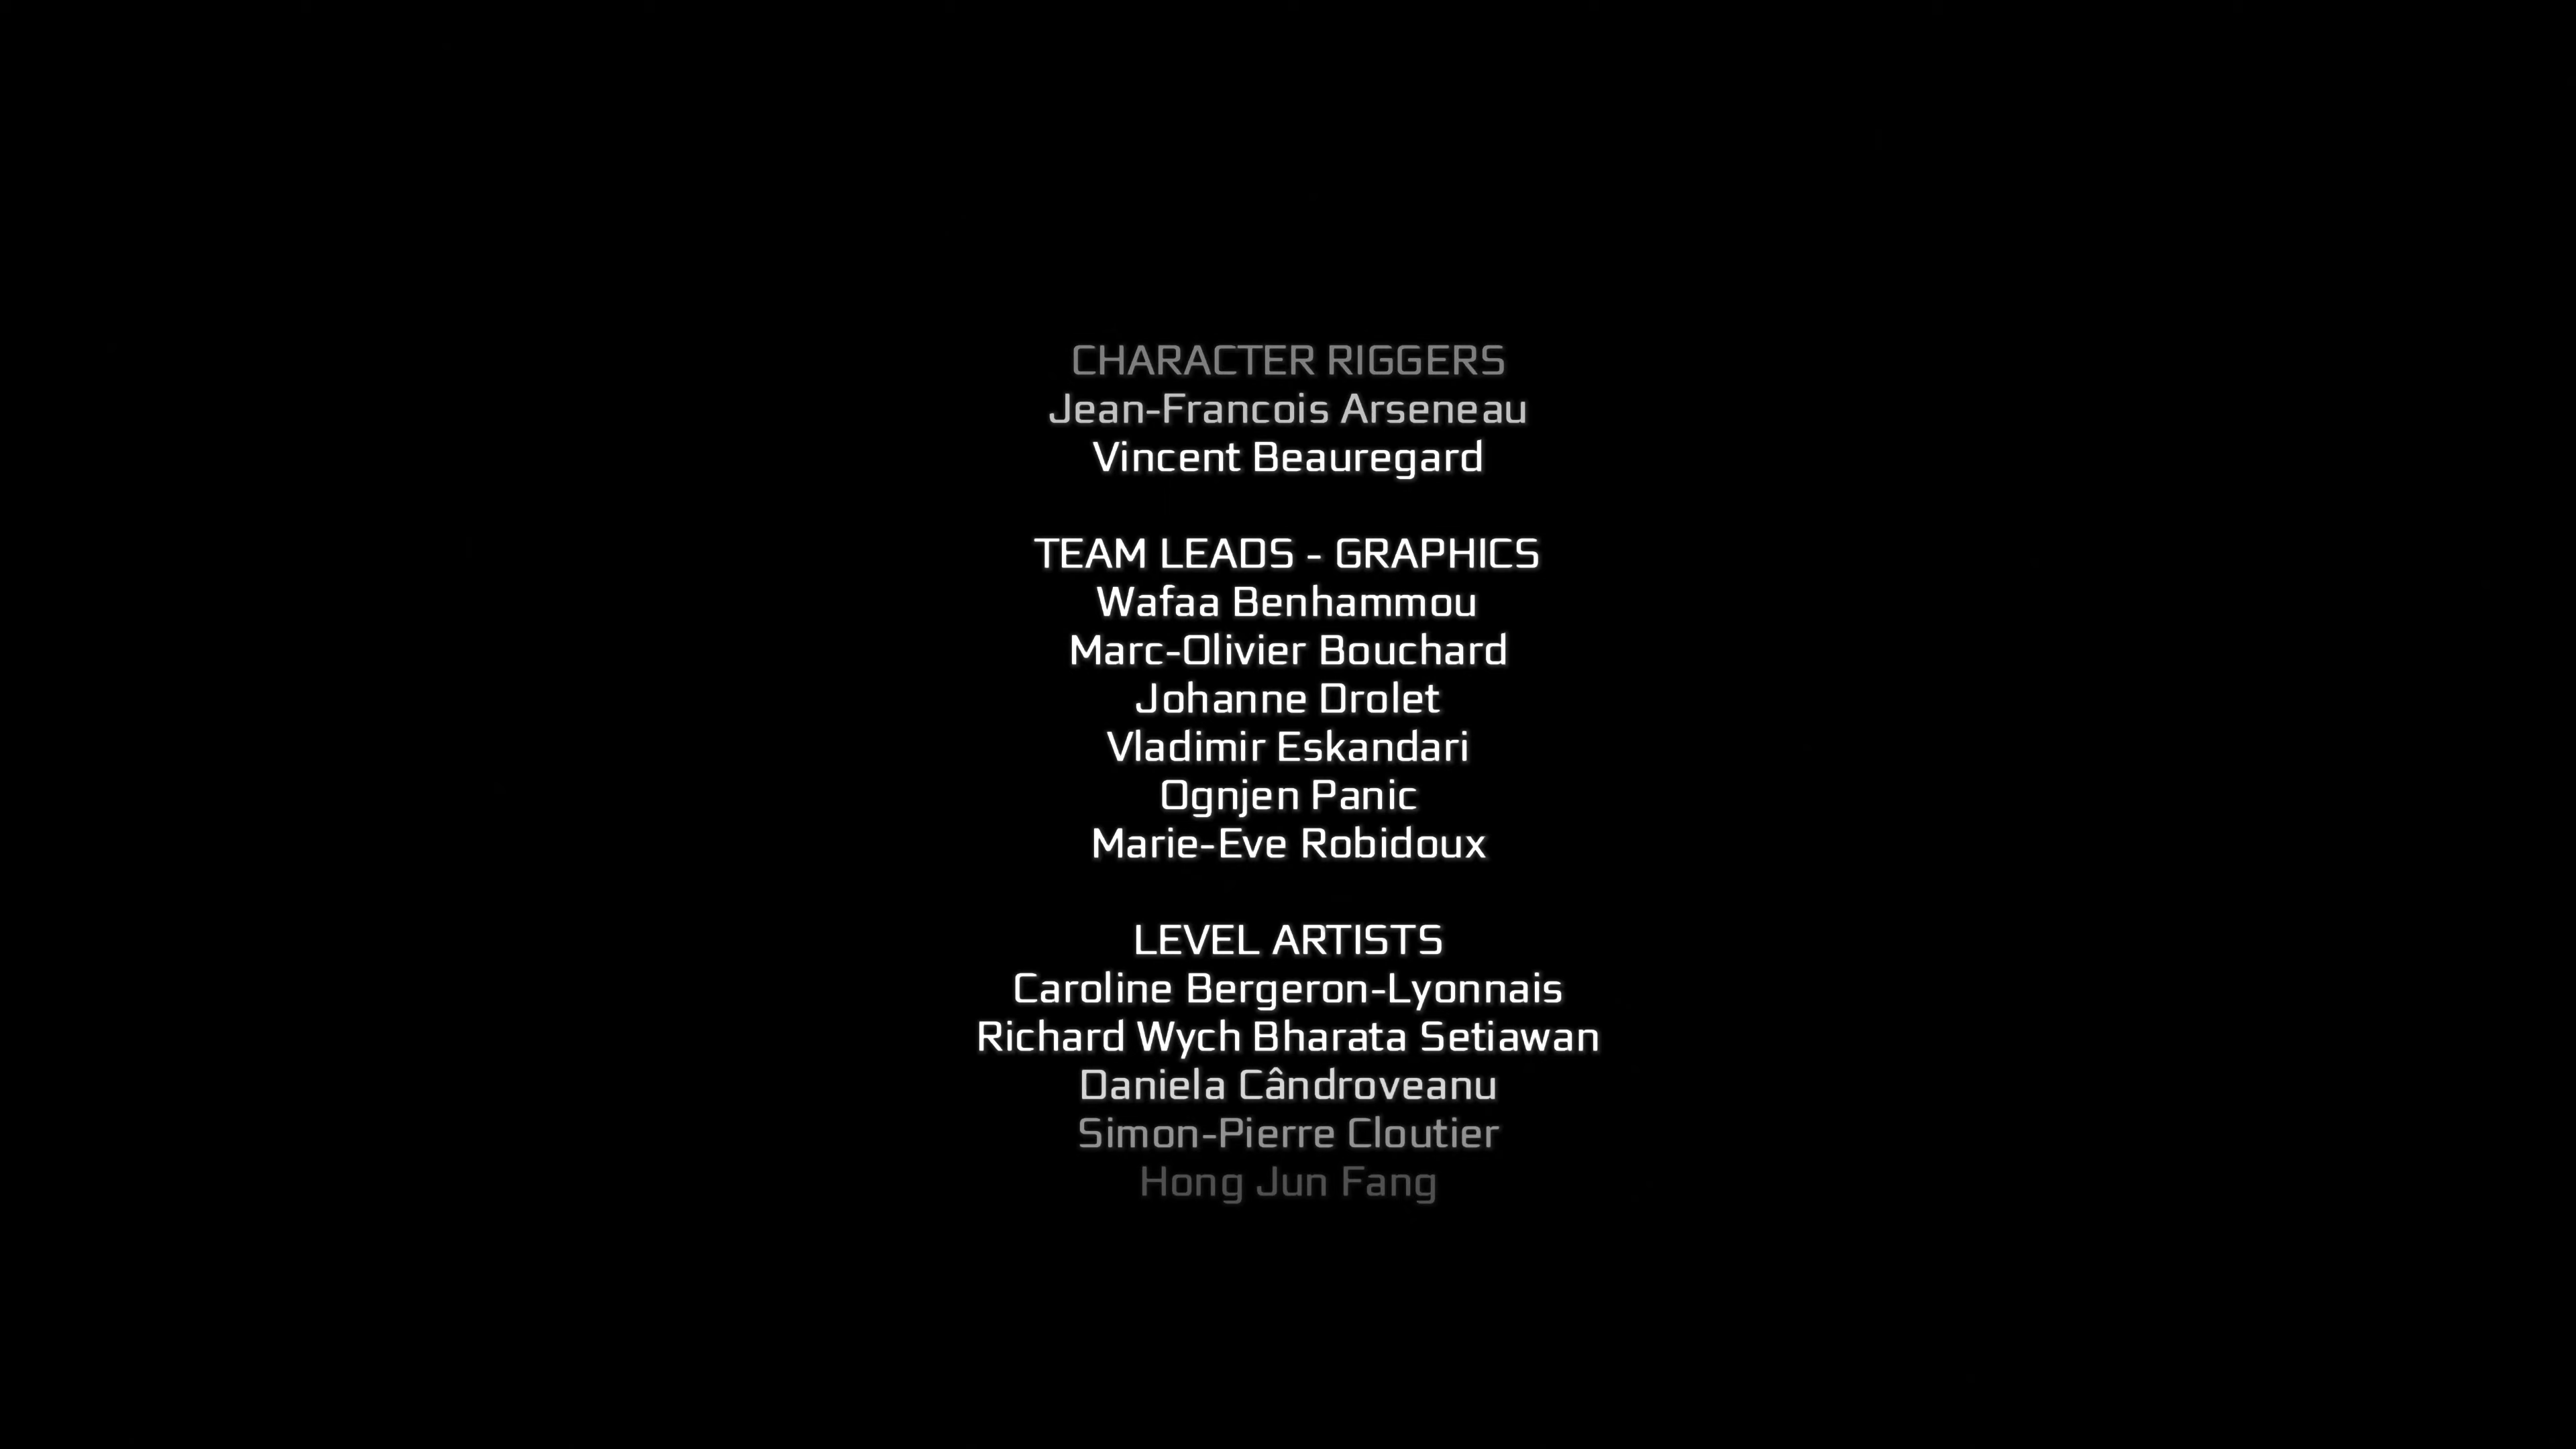 CHARACTER RIGGERS
Jean-Francois Arseneau
Vincent Beauregard
TEAM LEADS - GRAPHICS
Wafaa Benhammou
Marc-Olivier Bouchard
Johanne Drolet
Vladimir Eskandari
Ognjen Panic
Marie-Eve Robidoux
LEVEL ARTISTS
Caroline Bergeron-Lyonnais
Richard Wych Bharata Setiawan
Daniela Cândroveanu
Simon-Pierre Cloutier
Hong Jun Fang